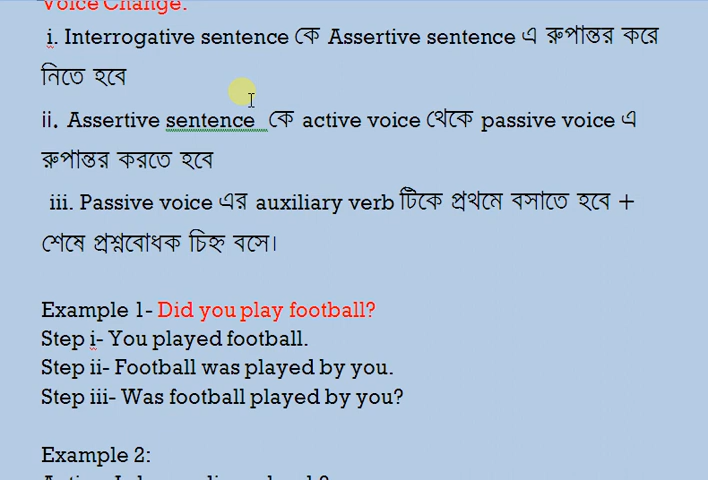 Voice Change:
i. Interrogative sentence কে Assertive sentence এ রুপান্তর করে
নিতে হবে
ii. Assertive sentence কে active voice থেকে passive voice এ
রুপান্তর করতে হবে
iii. Passive voice এর auxiliary verb টিকে প্রথমে বসাতে হবে +
শেষে প্রশ্নবোধক চিহ্ন বসে।
Example 1- Did you play football?
Step i- You played football.
Step ii- Football was played by you.
Step iii- Was football played by you?
Example 2: